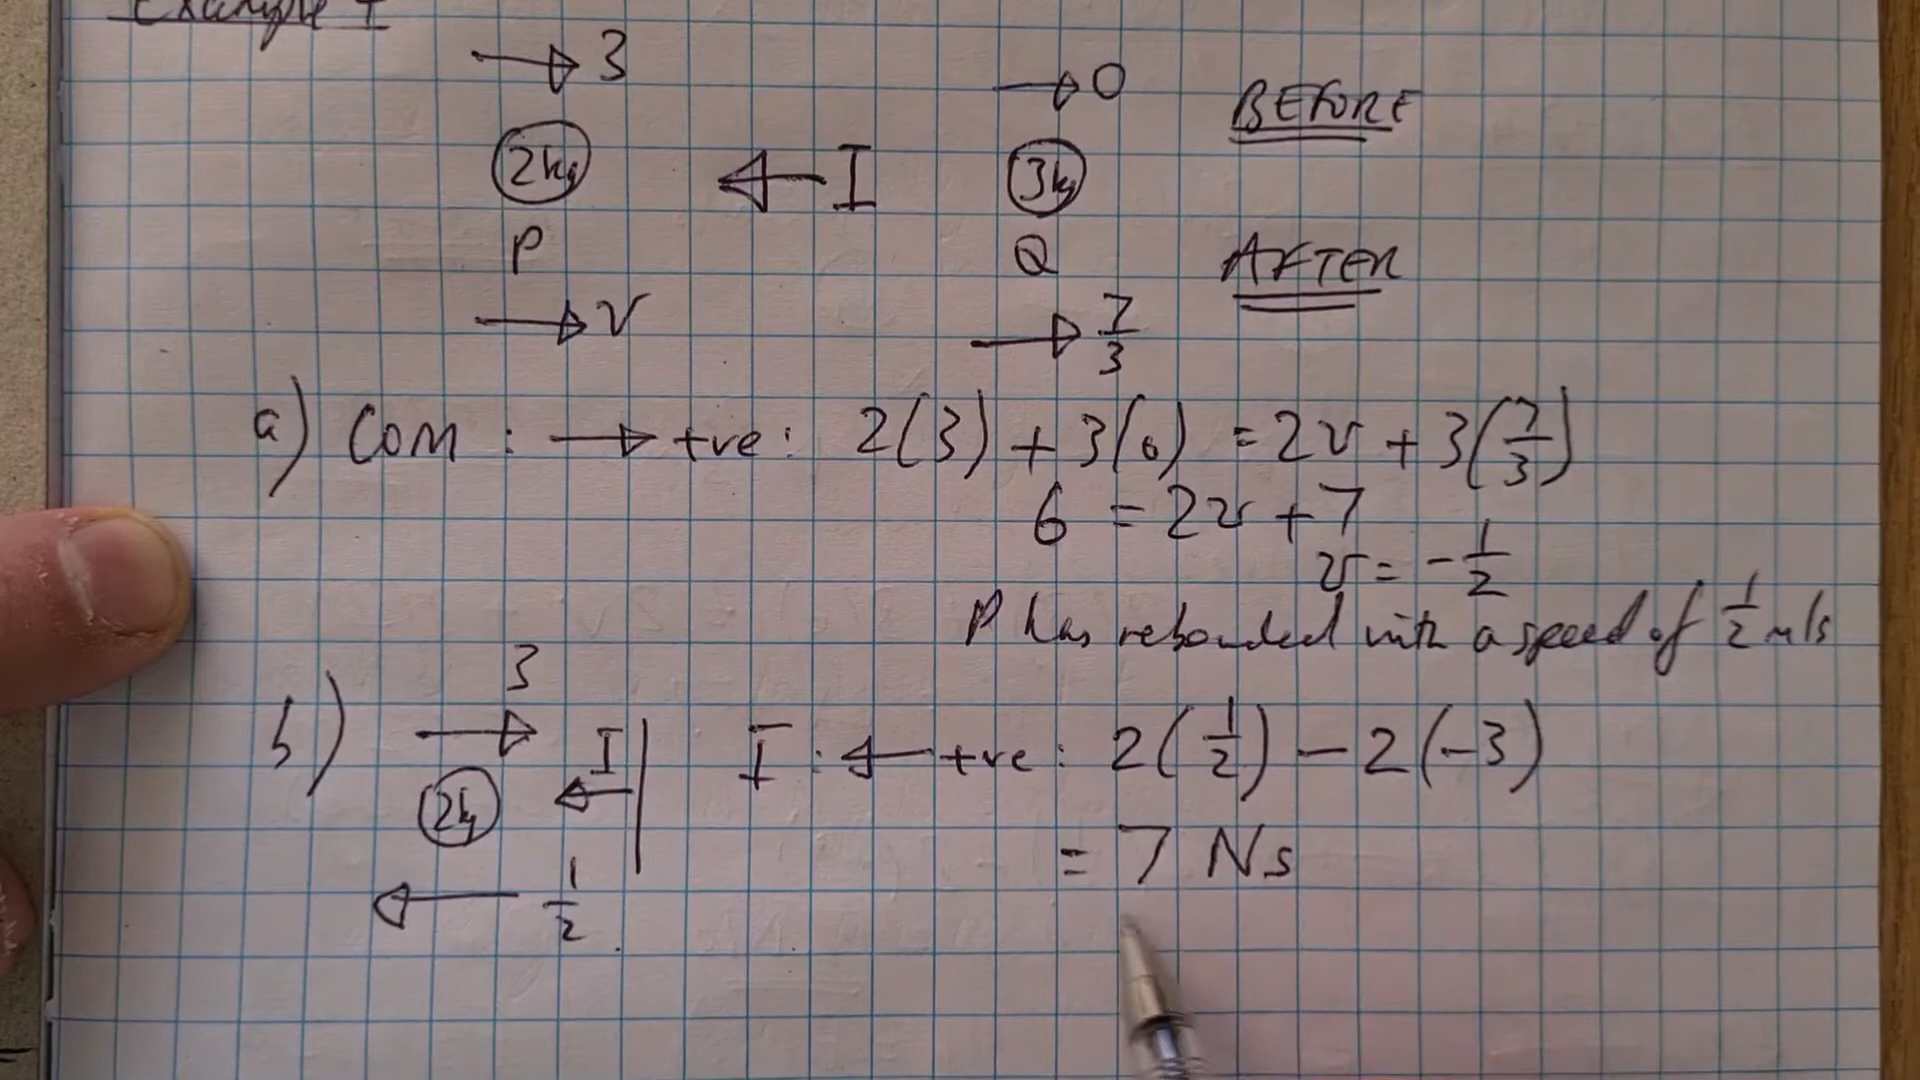 Example 1
3 0 BEFORE
2kg I 3kg
P Q AFTER
v 7/3
a) COM : → +ve : 2(3) + 3(0) = 2v + 3(7/3)
6 = 2v + 7
v = -1/2
P has rebounded with a speed of 1/2 m/s
b) 3
I I : ← +ve : 2(1/2) - 2(-3)
2kg
= 7 Ns
1/2